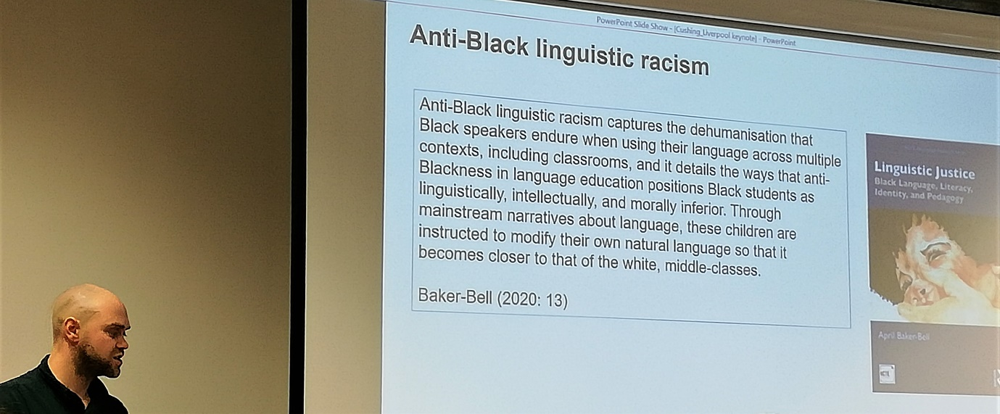 PowerPoint Slide Show - [Cushing_Liverpool keynote] - PowerPoint
Anti-Black linguistic racism
Anti-Black linguistic racism captures the dehumanisation that
Black speakers endure when using their language across multiple
contexts, including classrooms, and it details the ways that anti-
Blackness in language education positions Black students as
linguistically, intellectually, and morally inferior. Through
mainstream narratives about language, these children are
instructed to modify their own natural language so that it
becomes closer to that of the white, middle-classes.
Baker-Bell (2020: 13)
Linguistic Justice
Black Language, Literacy,
Identity, and Pedagogy
April Baker-Bell